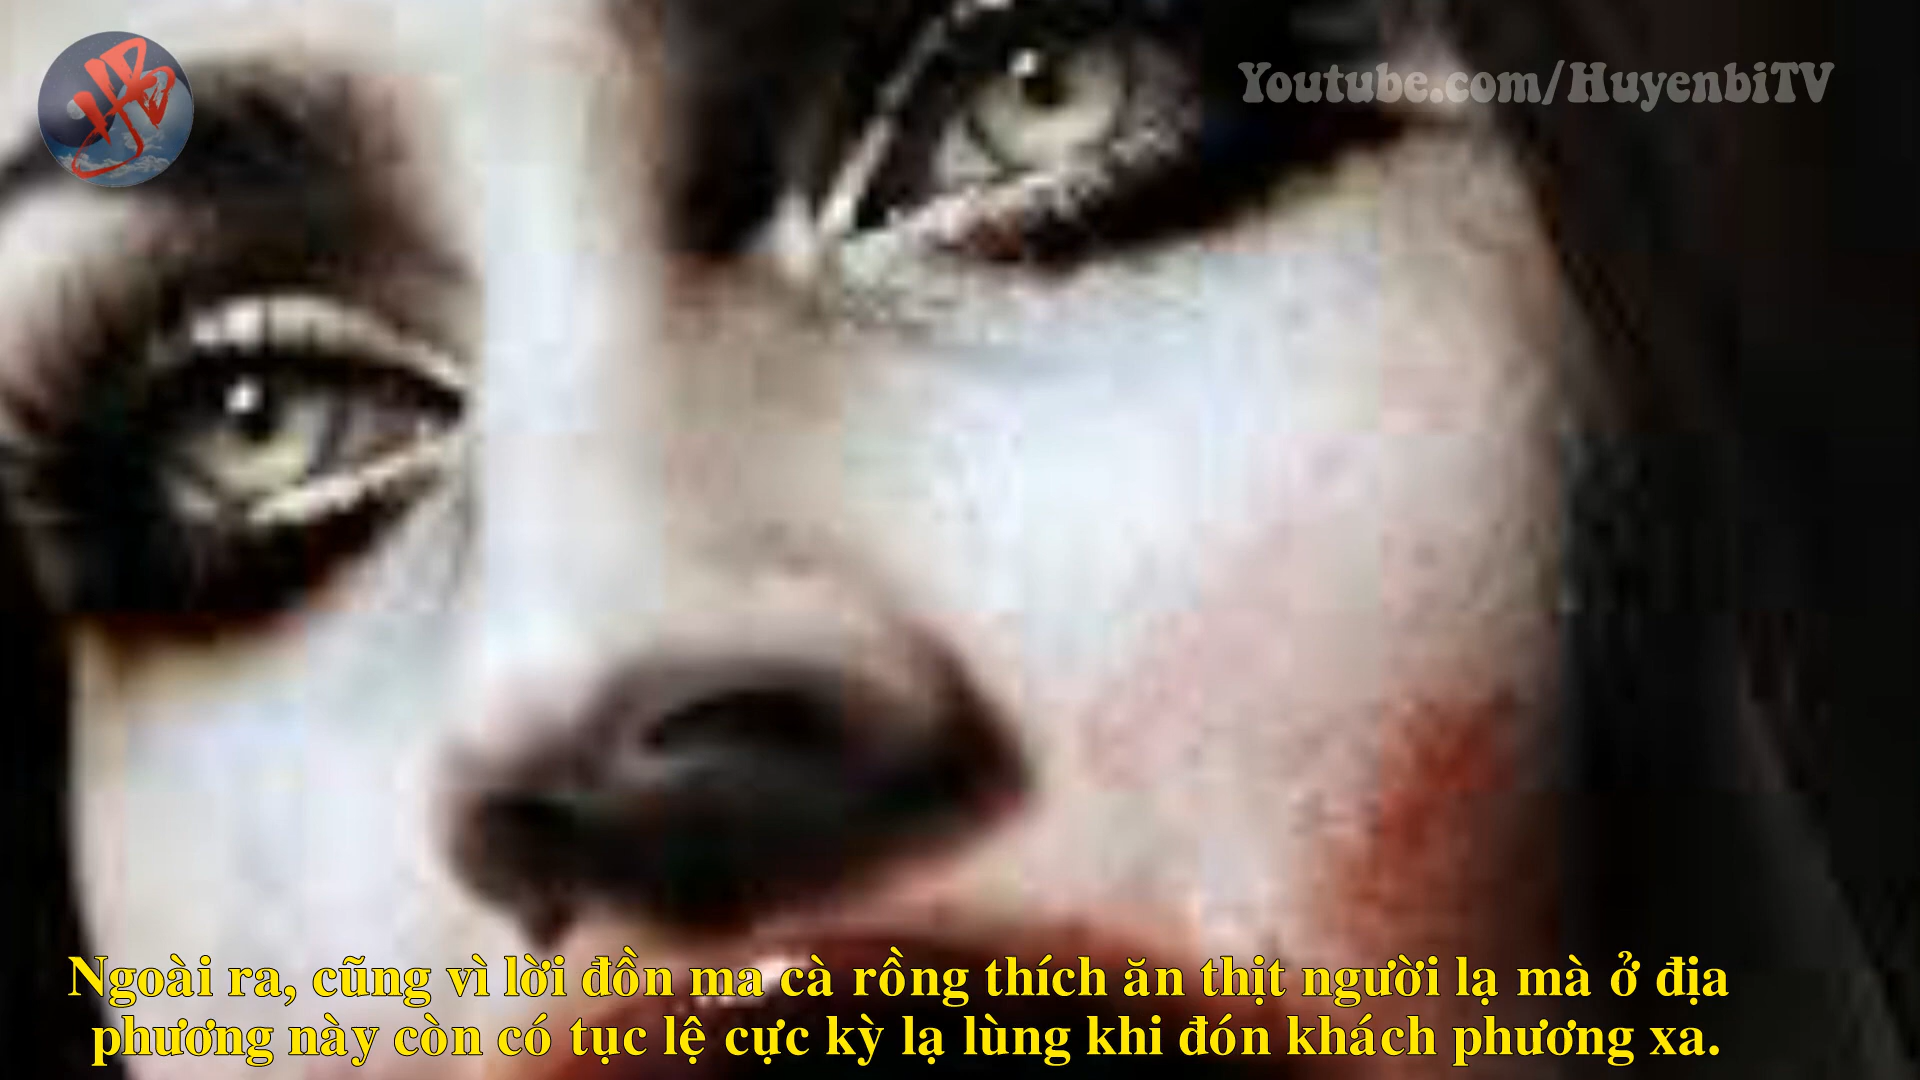 HB
Youtube.com/HuyenbiTV
Ngoài ra, cũng vì lời đồn ma cà rồng thích ăn thịt người lạ mà ở địa
phương này còn có tục lệ cực kỳ lạ lùng khi đón khách phương xa.